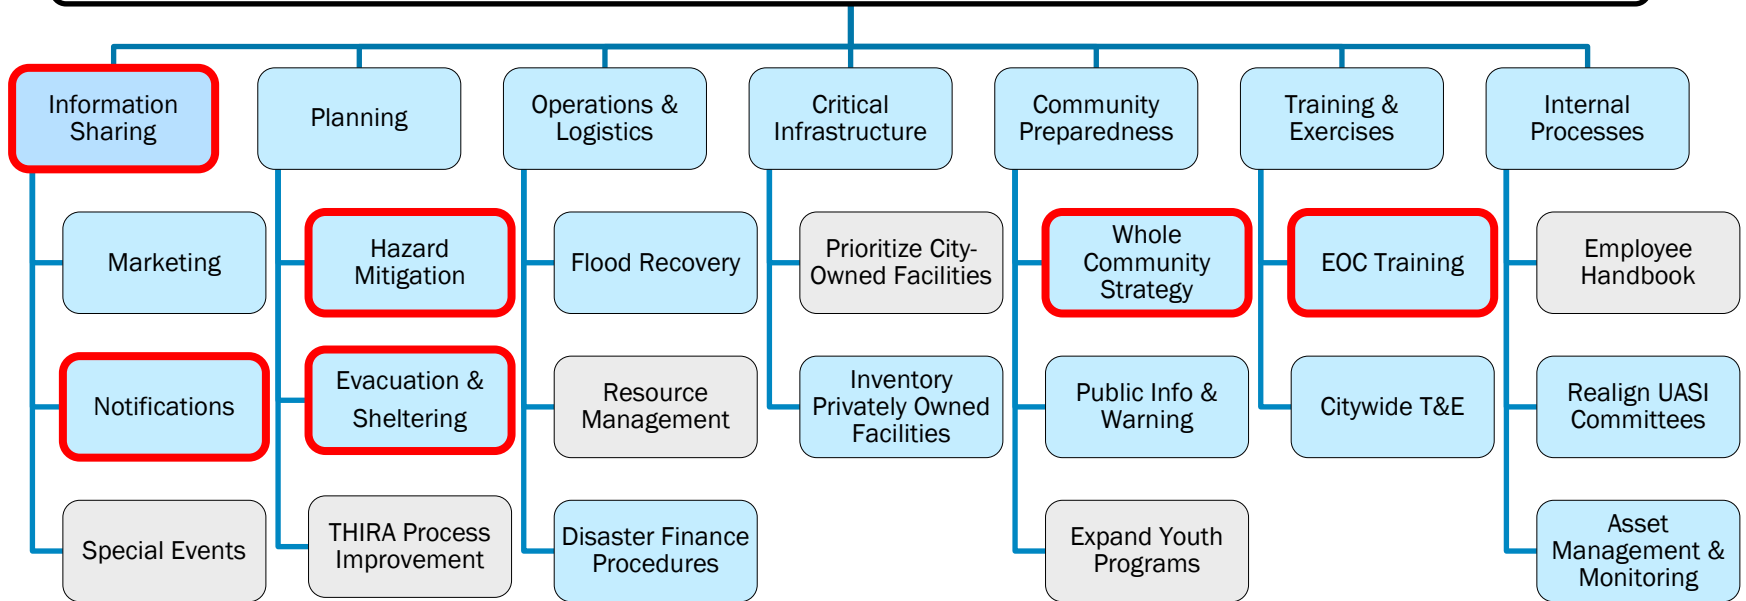 Information
Sharing
Planning
Operations &
Logistics
Critical
Infrastructure
Community
Preparedness
Training &
Exercises
Internal
Processes
Marketing
Hazard
Mitigation
Flood Recovery
Prioritize City-
Owned Facilities
Whole
Community
Strategy
EOC Training
Employee
Handbook
Notifications
Evacuation &
Sheltering
Resource
Management
Inventory
Privately Owned
Facilities
Public Info &
Warning
Citywide T&E
Realign UASI
Committees
Special Events
THIRA Process
Improvement
Disaster Finance
Procedures
Expand Youth
Programs
Asset
Management &
Monitoring